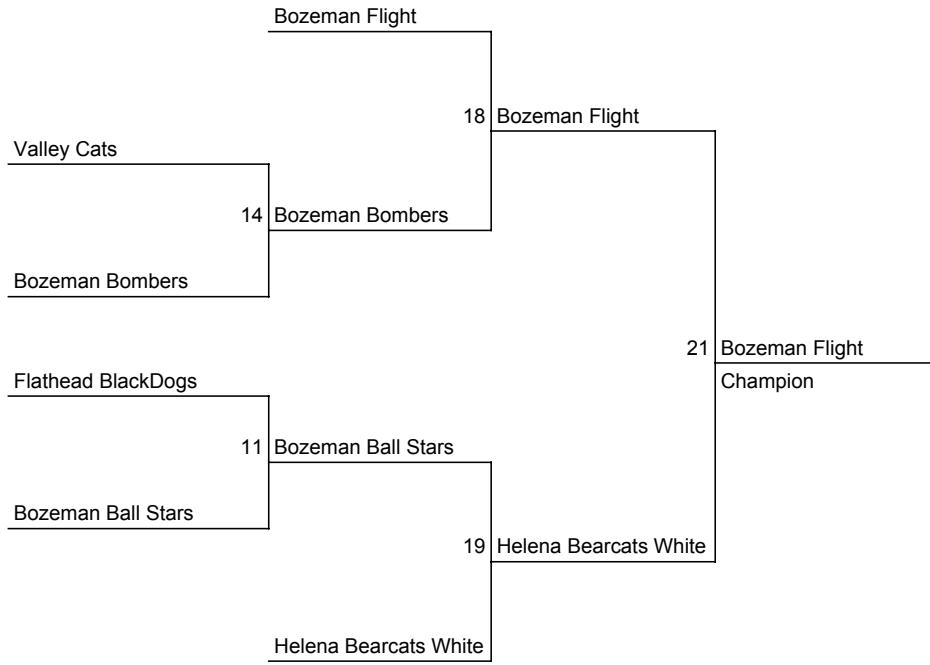 Bozeman Flight
18 Bozeman Flight
Valley Cats
14 Bozeman Bombers
Bozeman Bombers
21 Bozeman Flight
Flathead BlackDogs
Champion
11 Bozeman Ball Stars
Bozeman Ball Stars
19 Helena Bearcats White
Helena Bearcats White